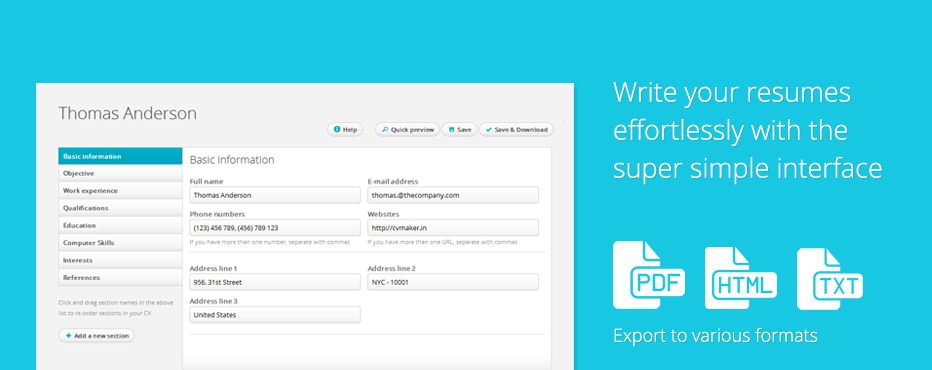 Thomas Anderson
Help
Quick preview
Save
Save & Download
Basic information
Objective
Work experience
Qualifications
Education
Computer Skills
Interests
References
Click and drag section names in the above
list to re-order sections in your CV.
Add a new section
Basic information
Full name
Thomas Anderson
E-mail address
thomas.@thecompany.com
Phone numbers
(123) 456 789, (456) 789 123
If you have more than one number, separate with commas
Websites
http://cvmaker.in
If you have more than one URL, separate with commas
Address line 1
956, 31st Street
Address line 2
NYC - 10001
Address line 3
United States
Write your resumes
effortlessly with the
super simple interface
PDF
HTML
TXT
Export to various formats